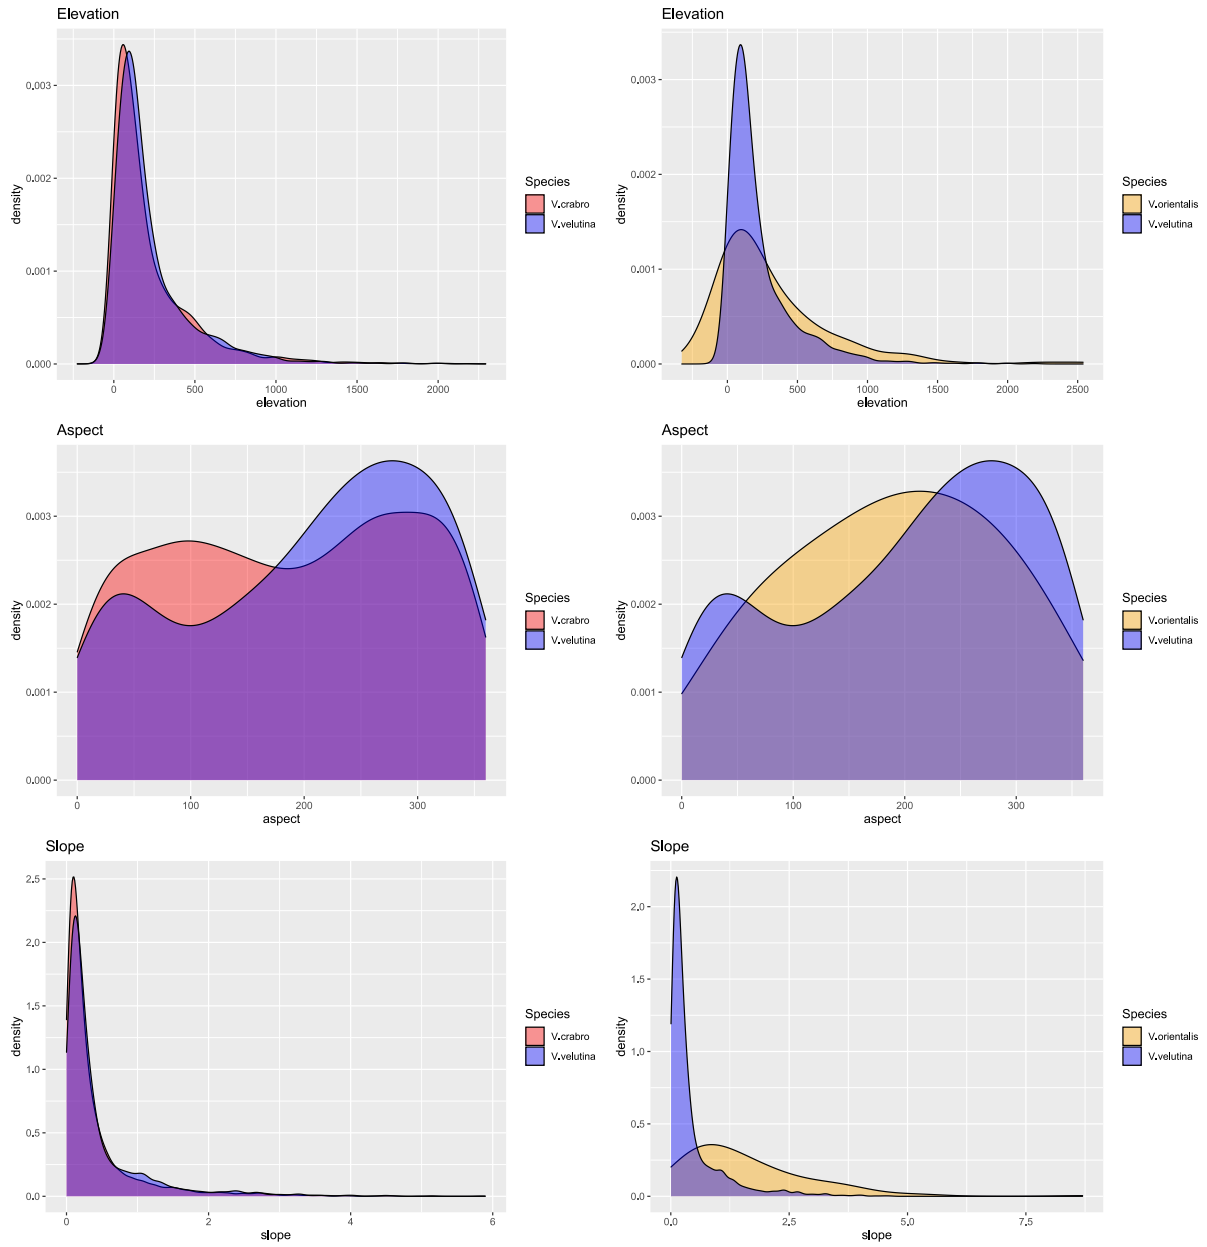 Elevation
0.003
0.002
0.001
0.000
density
0
500
1000
1500
2000
elevation
Species
V.crabro
V.velutina
Elevation
0.003
0.002
0.001
0.000
density
0
500
1000
1500
2000
2500
elevation
Species
V.orientalis
V.velutina
Aspect
0.003
0.002
0.001
0.000
density
0
100
200
300
aspect
Species
V.crabro
V.velutina
Aspect
0.003
0.002
0.001
0.000
density
0
100
200
300
aspect
Species
V.orientalis
V.velutina
Slope
2.5
2.0
1.5
1.0
0.5
0.0
density
0
2
4
6
slope
Species
V.crabro
V.velutina
Slope
2.0
1.5
1.0
0.5
0.0
density
0.0
2.5
5.0
7.5
slope
Species
V.orientalis
V.velutina